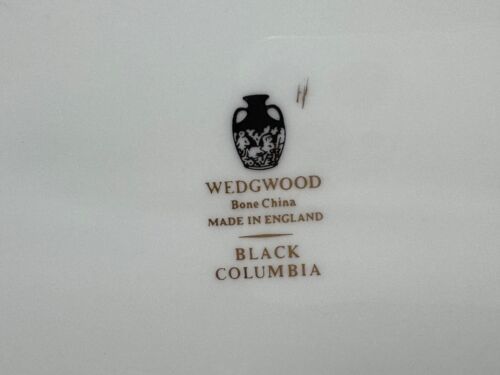 WEDGWOOD
Bone China
MADE IN ENGLAND
BLACK
COLUMBIA